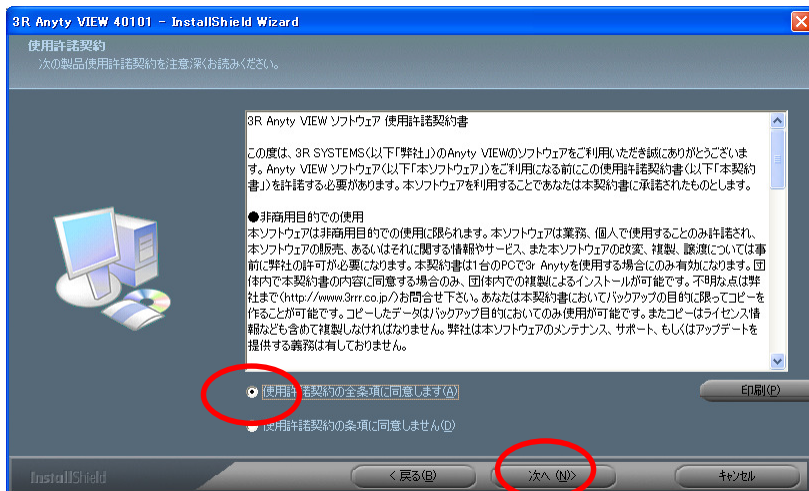 3R Anyty VIEW 40101 - InstallShield Wizard
使用許諾契約
次の製品使用許諾契約を注意深くお読みください。
3R Anyty VIEW ソフトウェア 使用許諾契約書
この度は、3R SYSTEMS(以下「弊社」)のAnyty VIEWのソフトウェアをご利用いただき誠にありがとうございま
す。Anyty VIEW ソフトウェア(以下「本ソフトウェア」)をご利用になる前にこの使用許諾契約書(以下「本契約
書」)を許諾する必要があります。本ソフトウェアを利用することであなたは本契約書に承諾されたものとします。
●非商用目的での使用
本ソフトウェアは非商用目的での使用に限られます。本ソフトウェアは業務、個人で使用することのみ許諾され、
本ソフトウェアの販売、あるいはそれに関する情報やサービス、また本ソフトウェアの改変、複製、譲渡については事
前に弊社の許可が必要になります。本契約書は1台のPCで3r Anytyを使用する場合にのみ有効になります。団
体内で本契約書の内容に同意する場合のみ、団体内での複製によるインストールが可能です。不明な点は弊
社まで(http://www.3rrr.co.jp/)お問合せ下さい。あなたは本契約書においてバックアップの目的に限ってコピーを
作ることが可能です。コピーしたデータはバックアップ目的においてのみ使用が可能です。またコピーはライセンス情
報なども含めて複製しなければなりません。弊社は本ソフトウェアのメンテナンス、サポート、もしくはアップデートを
提供する義務は有しておりません。
使用許諾契約の全条項に同意します(A)
印刷(P)
使用許諾契約の条項に同意しません(D)
InstallShield
< 戻る(B)
次へ (N)>
キャンセル